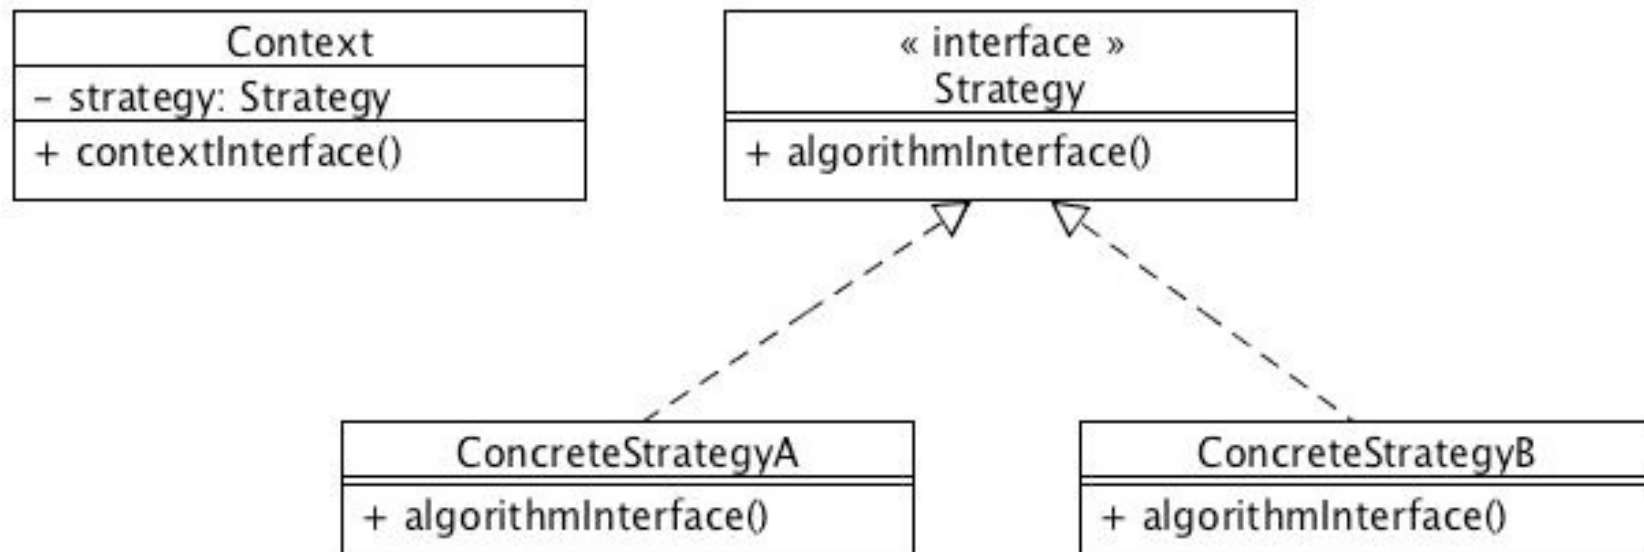 Context
- strategy: Strategy
+ contextInterface()
« interface »
Strategy
+ algorithmInterface()
ConcreteStrategyA
+ algorithmInterface()
ConcreteStrategyB
+ algorithmInterface()